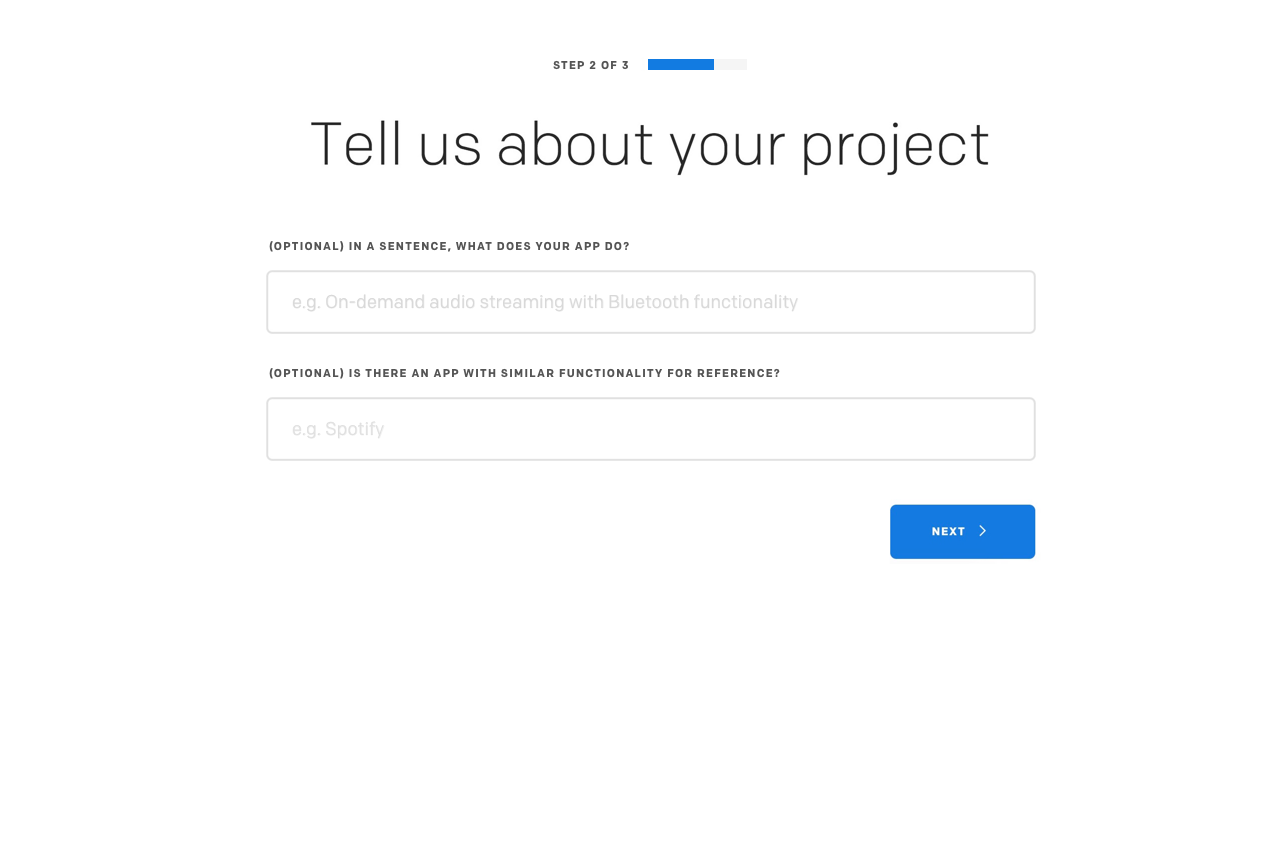 STEP 2 OF 3
Tell us about your project
(OPTIONAL) IN A SENTENCE, WHAT DOES YOUR APP DO?
e.g. On-demand audio streaming with Bluetooth functionality
(OPTIONAL) IS THERE AN APP WITH SIMILAR FUNCTIONALITY FOR REFERENCE?
e.g. Spotify
NEXT